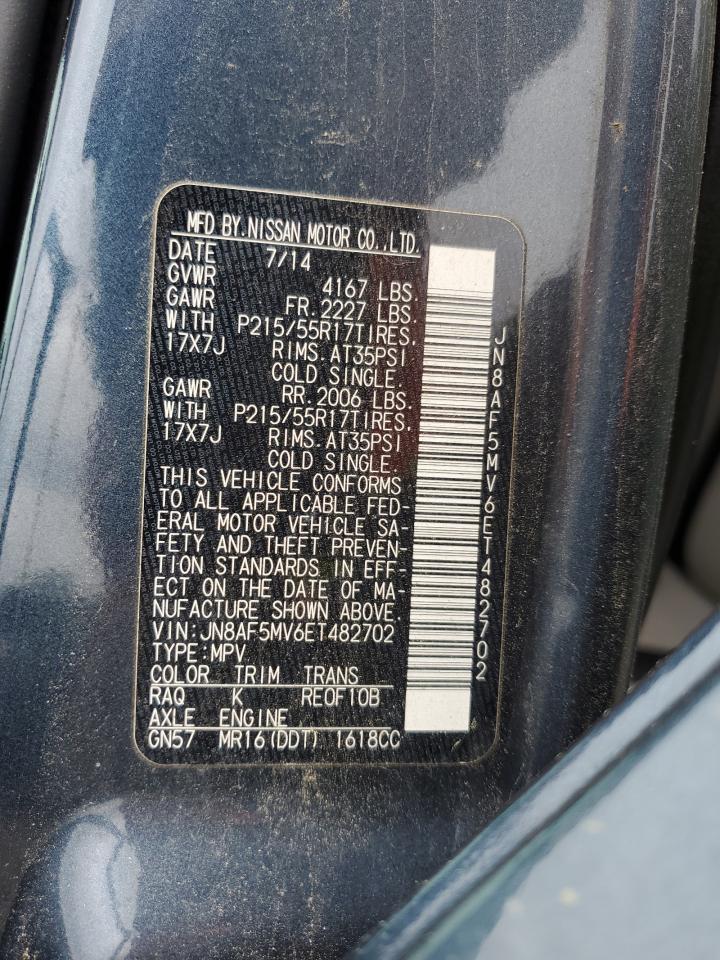 MFD BY NISSAN MOTOR CO.,LTD.
DATE 7/14
GVWR 4167 LBS.
GAWR FR. 2227 LBS.
WITH P215/55R17TIRES.
17X7J RIMS. AT35PSI
COLD SINGLE.
GAWR RR. 2006 LBS.
WITH P215/55R17TIRES.
17X7J RIMS. AT35PSI
COLD SINGLE.
THIS VEHICLE CONFORMS
TO ALL APPLICABLE FED-
ERAL MOTOR VEHICLE SA-
FETY AND THEFT PREVEN-
TION STANDARDS IN EFF-
ECT ON THE DATE OF MA-
NUFACTURE SHOWN ABOVE.
VIN:JN8AF5MV6ET482702
TYPE:MPV
COLOR TRIM TRANS
RAQ K RE0F10B
AXLE ENGINE
GN57 MR16(DDT) 1618CC
JN8AF5MV6ET482702